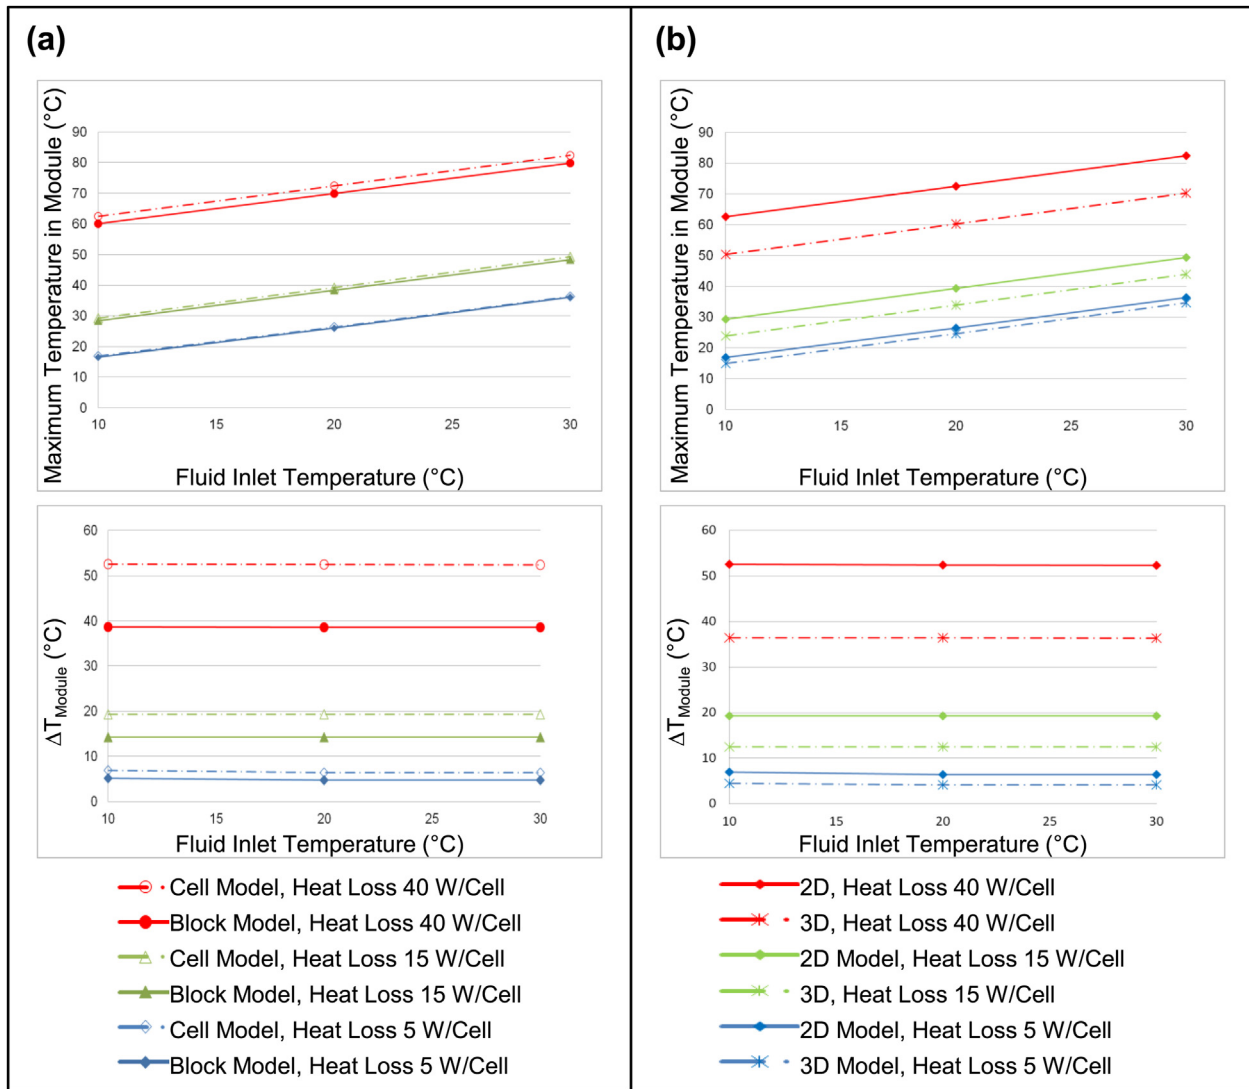 (a)
Maximum Temperature in Module (°C)
90
80
70
60
50
40
30
20
10
0
10 15 20 25 30
Fluid Inlet Temperature (°C)
ΔT Module (°C)
60
50
40
30
20
10
0
10 15 20 25 30
Fluid Inlet Temperature (°C)
Cell Model, Heat Loss 40 W/Cell
Block Model, Heat Loss 40 W/Cell
Cell Model, Heat Loss 15 W/Cell
Block Model, Heat Loss 15 W/Cell
Cell Model, Heat Loss 5 W/Cell
Block Model, Heat Loss 5 W/Cell
(b)
Maximum Temperature in Module (°C)
90
80
70
60
50
40
30
20
10
0
10 15 20 25 30
Fluid Inlet Temperature (°C)
ΔT Module (°C)
60
50
40
30
20
10
0
10 15 20 25 30
Fluid Inlet Temperature (°C)
2D, Heat Loss 40 W/Cell
3D, Heat Loss 40 W/Cell
2D Model, Heat Loss 15 W/Cell
3D, Heat Loss 15 W/Cell
2D Model, Heat Loss 5 W/Cell
3D Model, Heat Loss 5 W/Cell